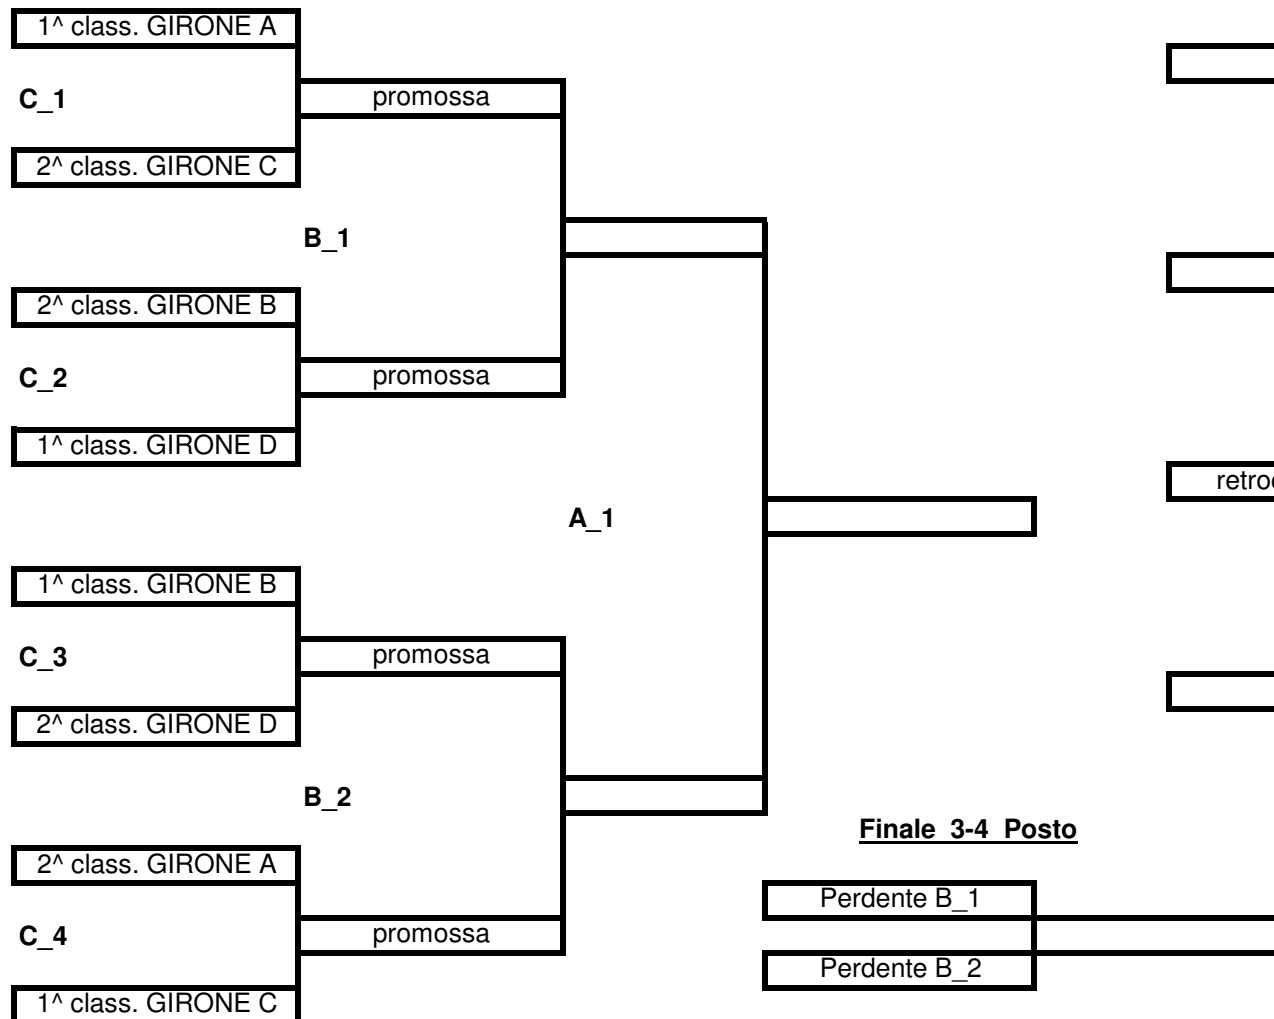 1^ class. GIRONE A
C_1
promossa
2^ class. GIRONE C
B_1
2^ class. GIRONE B
C_2
promossa
1^ class. GIRONE D
A_1
1^ class. GIRONE B
C_3
promossa
2^ class. GIRONE D
B_2
2^ class. GIRONE A
C_4
promossa
1^ class. GIRONE C
Finale 3-4 Posto
Perdente B_1
Perdente B_2